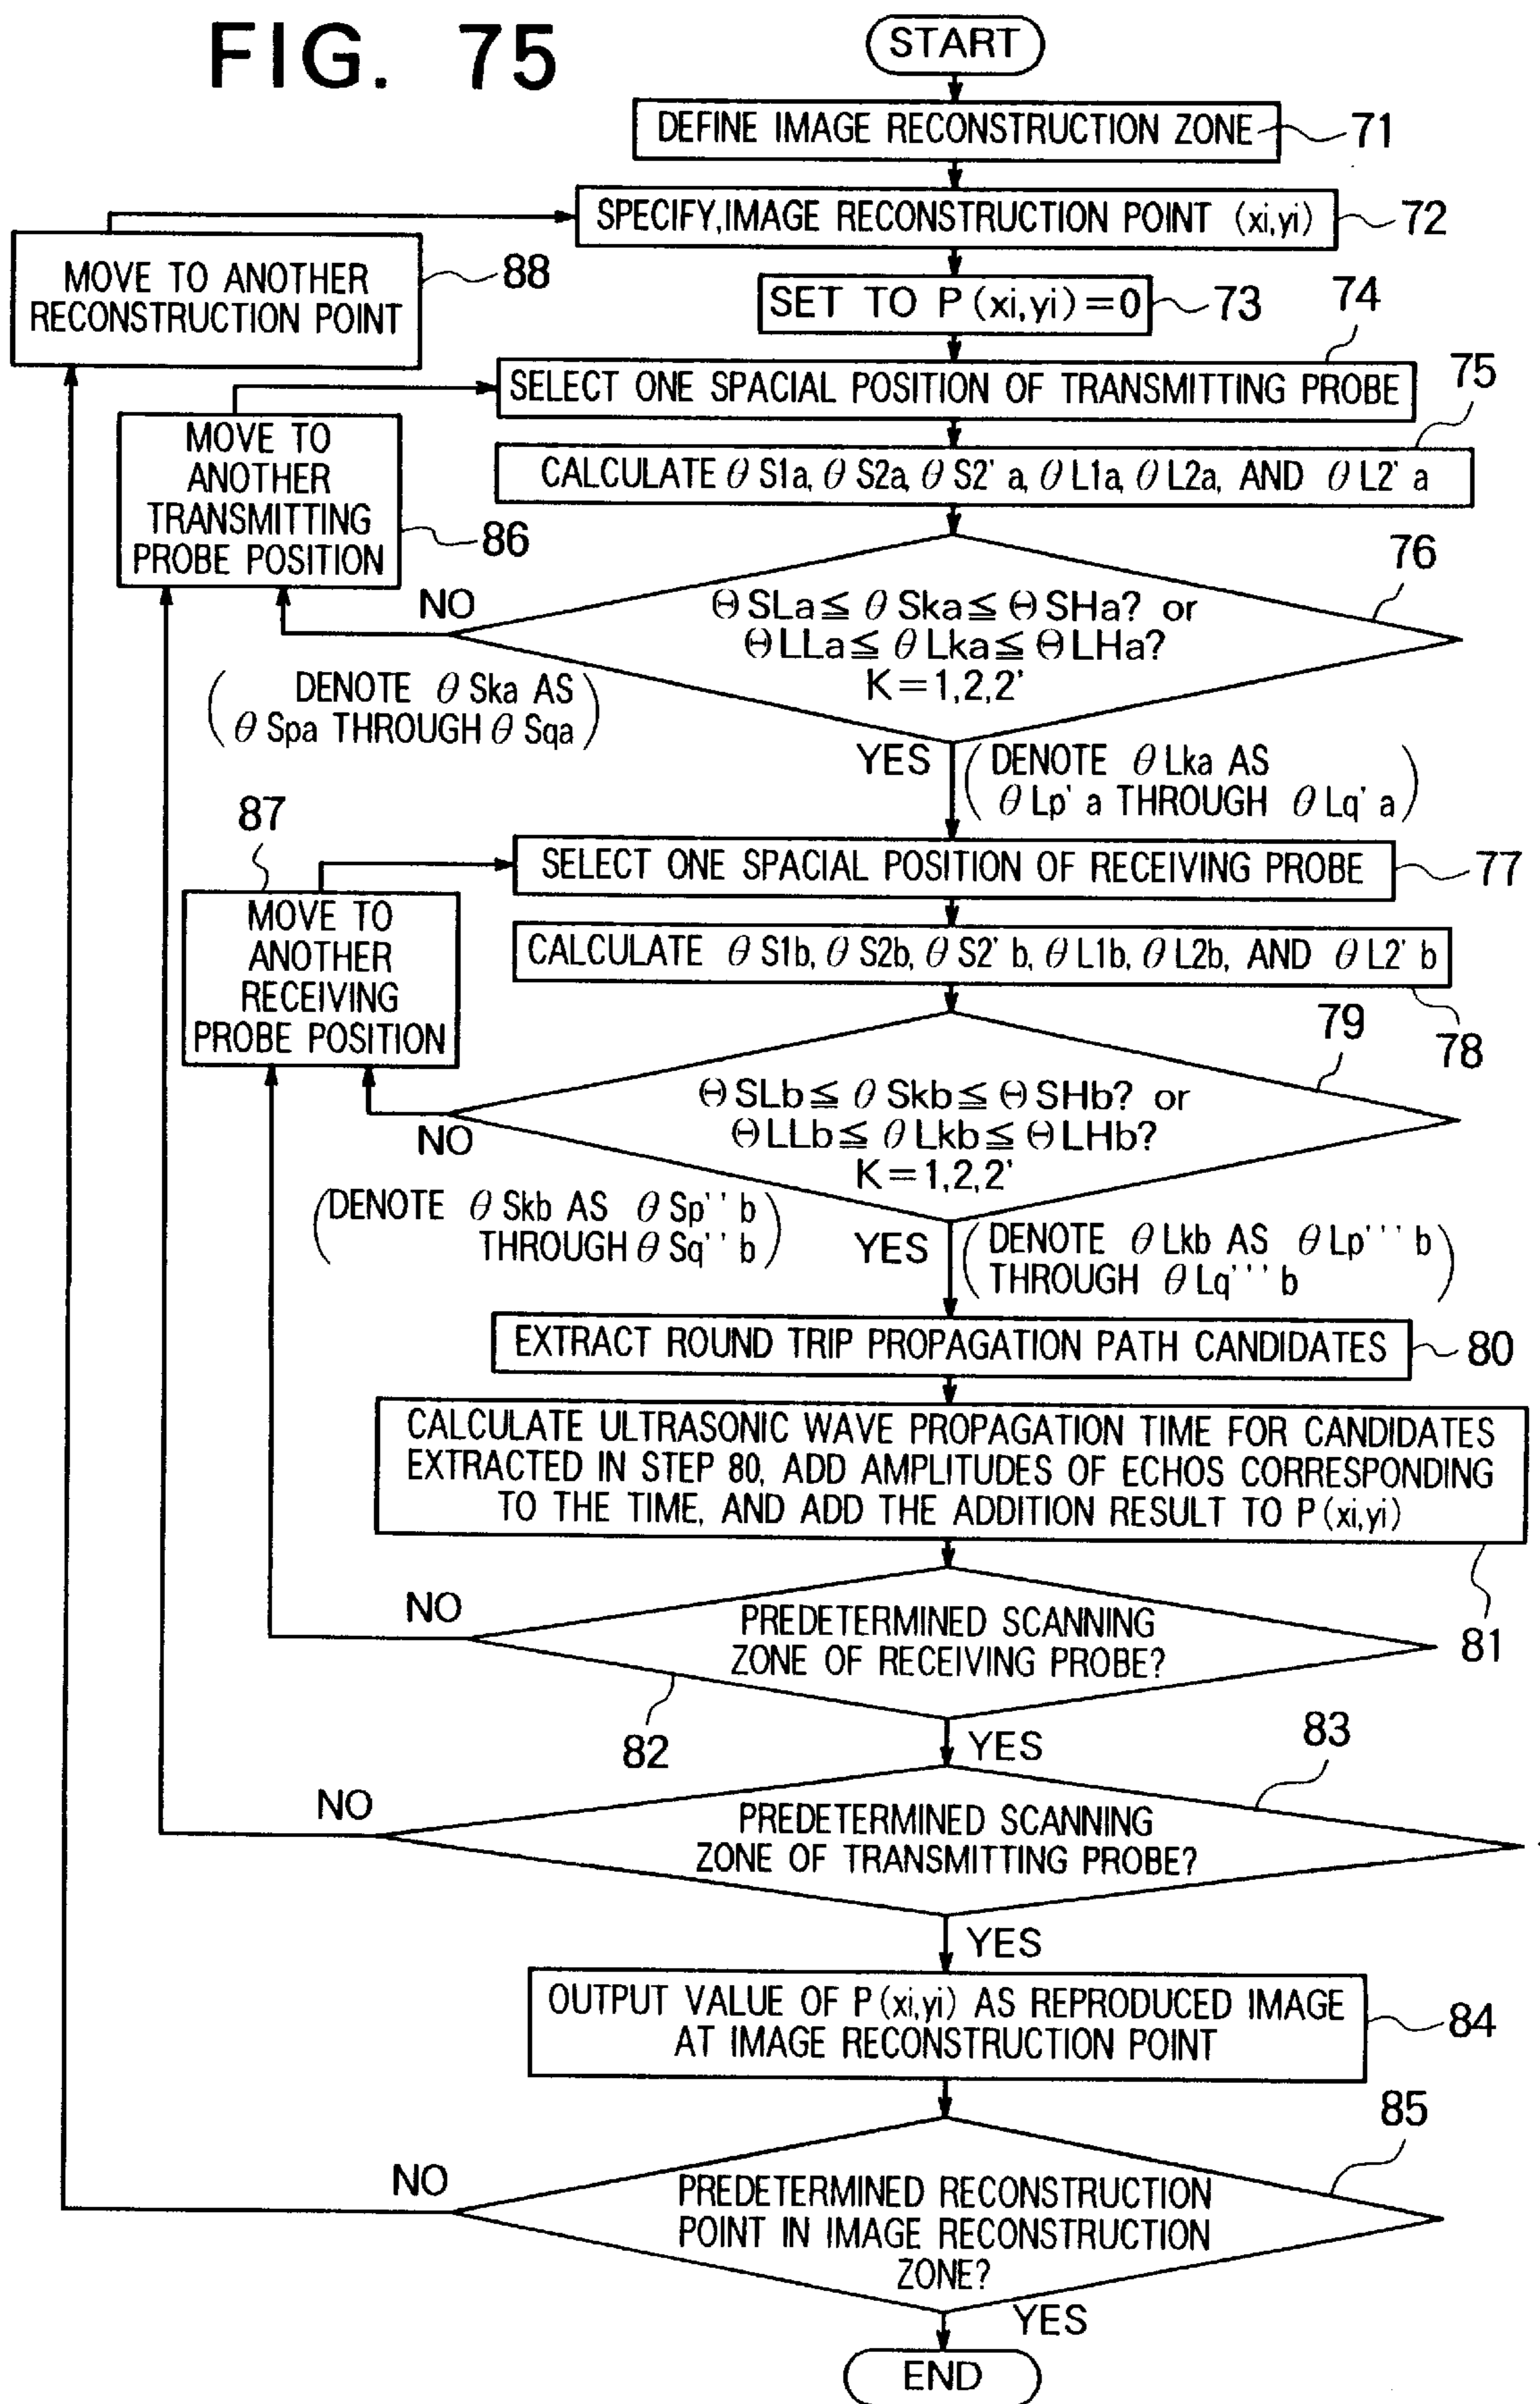 FIG. 75
START
DEFINE IMAGE RECONSTRUCTION ZONE
71
SPECIFY,IMAGE RECONSTRUCTION POINT (xi,yi)
72
MOVE TO ANOTHER
RECONSTRUCTION POINT
88
SET TO P(xi,yi)=0
73
74
SELECT ONE SPACIAL POSITION OF TRANSMITTING PROBE
75
MOVE TO
ANOTHER
TRANSMITTING
PROBE POSITION
86
CALCULATE θ S1a, θ S2a, θ S2' a, θ L1a, θ L2a, AND θ L2' a
76
NO
Θ SLa≦ θ Ska≦ Θ SHa? or
Θ LLa≦ θ Lka≦ Θ LHa?
K=1,2,2'
(DENOTE θ Ska AS
θ Spa THROUGH θ Sqa)
YES
(DENOTE θ Lka AS
θ Lp' a THROUGH θ Lq' a)
87
SELECT ONE SPACIAL POSITION OF RECEIVING PROBE
77
MOVE TO
ANOTHER
RECEIVING
PROBE POSITION
CALCULATE θ S1b, θ S2b, θ S2' b, θ L1b, θ L2b, AND θ L2' b
78
79
NO
Θ SLb≦ θ Skb≦ Θ SHb? or
Θ LLb≦ θ Lkb≦ Θ LHb?
K=1,2,2'
(DENOTE θ Skb AS θ Sp'' b
THROUGH θ Sq'' b)
YES
(DENOTE θ Lkb AS θ Lp''' b
THROUGH θ Lq''' b)
EXTRACT ROUND TRIP PROPAGATION PATH CANDIDATES
80
CALCULATE ULTRASONIC WAVE PROPAGATION TIME FOR CANDIDATES
EXTRACTED IN STEP 80, ADD AMPLITUDES OF ECHOS CORRESPONDING
TO THE TIME, AND ADD THE ADDITION RESULT TO P(xi,yi)
81
NO
PREDETERMINED SCANNING
ZONE OF RECEIVING PROBE?
82
YES
83
NO
PREDETERMINED SCANNING
ZONE OF TRANSMITTING PROBE?
YES
OUTPUT VALUE OF P(xi,yi) AS REPRODUCED IMAGE
AT IMAGE RECONSTRUCTION POINT
84
85
NO
PREDETERMINED RECONSTRUCTION
POINT IN IMAGE RECONSTRUCTION
ZONE?
YES
END